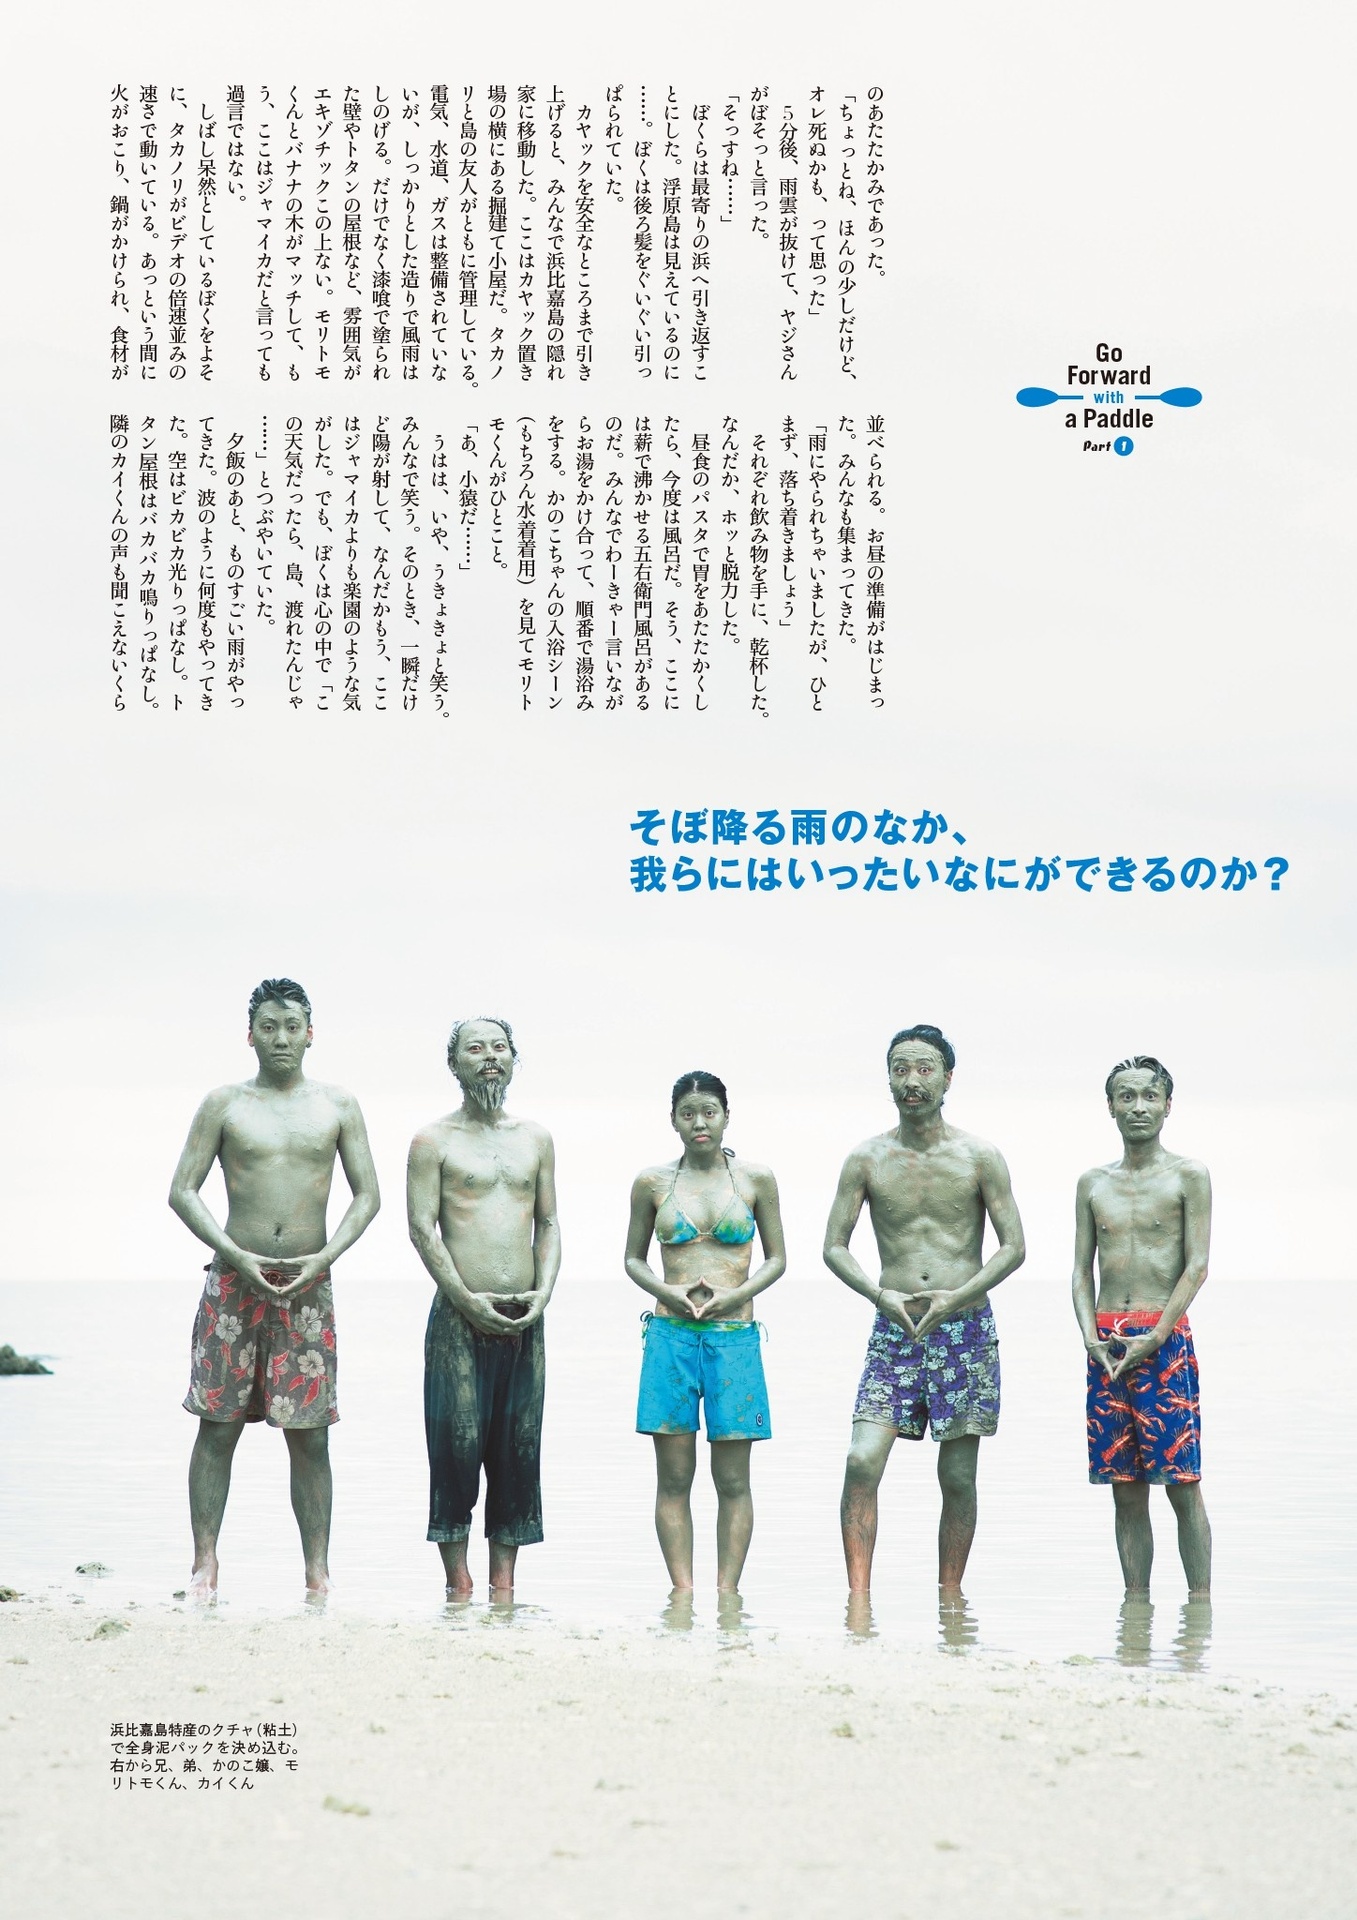 のあたたかみであった。
「ちょっとね、ほんの少しだけど、
オレ死ぬかも、って思った」
5分後、雨雲が抜けて、ヤジさん
がぼそっと言った。
「そっすね……」
ぼくらは最寄りの浜へ引き返すこ
とにした。浮原島は見えているのに
……。ぼくは後ろ髪をぐいぐい引っ
ぱられていた。
カヤックを安全なところまで引き
上げると、みんなで浜比嘉島の隠れ
家に移動した。ここはカヤック置き
場の横にある掘建て小屋だ。タカノ
リと島の友人がともに管理している。
電気、水道、ガスは整備されていな
いが、しっかりとした造りで風雨は
しのげる。だけでなく漆喰で塗られ
た壁やトタンの屋根など、雰囲気が
エキゾチックこの上ない。モリトモ
くんとバナナの木がマッチして、も
う、ここはジャマイカだと言っても
過言ではない。
しばし呆然としているぼくをよそ
に、タカノリがビデオの倍速並みの
速さで動いている。あっという間に
火がおこり、鍋がかけられ、食材が
並べられる。お昼の準備がはじまっ
た。みんなも集まってきた。
「雨にやられちゃいましたが、ひと
まず、落ち着きましょう」
それぞれ飲み物を手に、乾杯した。
なんだか、ホッと脱力した。
昼食のパスタで胃をあたたかくし
たら、今度は風呂だ。そう、ここに
は薪で沸かせる五右衛門風呂がある
のだ。みんなでわーきゃー言いなが
らお湯をかけ合って、順番で湯浴み
をする。かのこちゃんの入浴シーン
（もちろん水着着用）を見てモリト
モくんがひとこと。
「あ、小猿だ……」
うはは、いや、うきょきょと笑う。
みんなで笑う。そのとき、一瞬だけ
ど陽が射して、なんだかもう、ここ
はジャマイカよりも楽園のような気
がした。でも、ぼくは心の中で「こ
の天気だったら、島、渡れたんじゃ
……」とつぶやいていた。
夕飯のあと、ものすごい雨がやっ
てきた。波のように何度もやってき
た。空はビカビカ光りっぱなし。ト
タン屋根はバカバカ鳴りっぱなし。
隣のカイくんの声も聞こえないくら
Go
Forward
with
a Paddle
Part 1
そぼ降る雨のなか、
我らにはいったいなにができるのか？
浜比嘉島特産のクチャ（粘土）
で全身泥パックを決め込む。
右から兄、弟、かのこ嬢、モ
リトモくん、カイくん